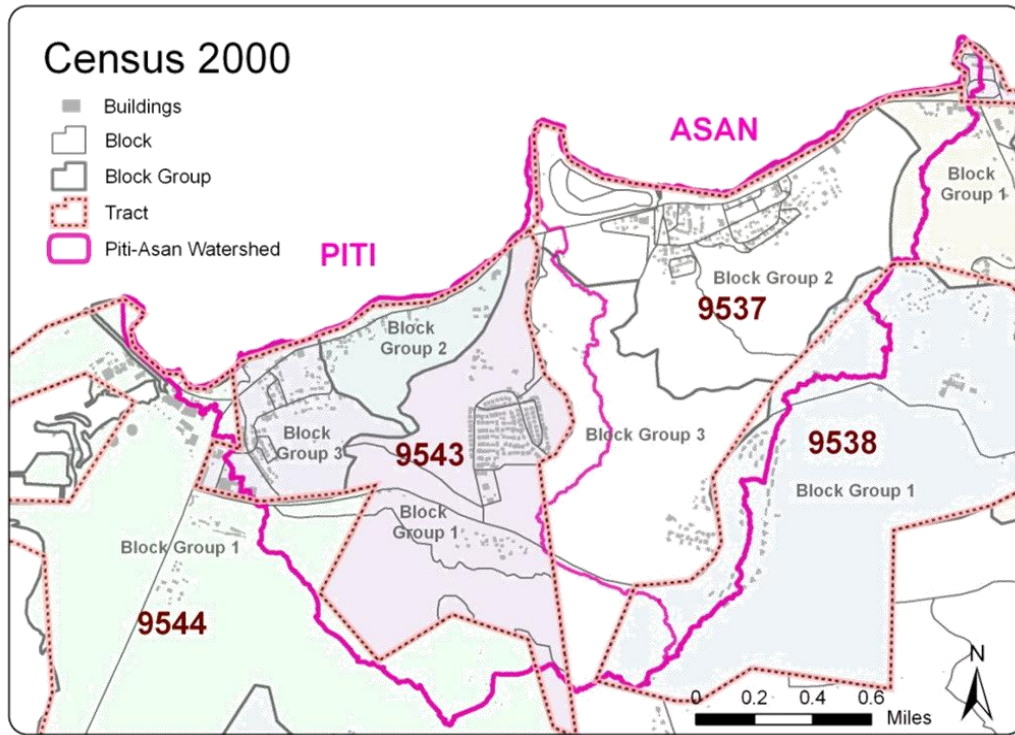 Census 2000
Buildings
Block
Block Group
Tract
Piti-Asan Watershed
ASAN
PITI
Block
Group 1
Block Group 2
9537
Block
Group 2
Block
Group 3
9543
Block Group 3
9538
Block Group 1
Block
Group 1
Block Group 1
9544
N
0 0.2 0.4 0.6
Miles